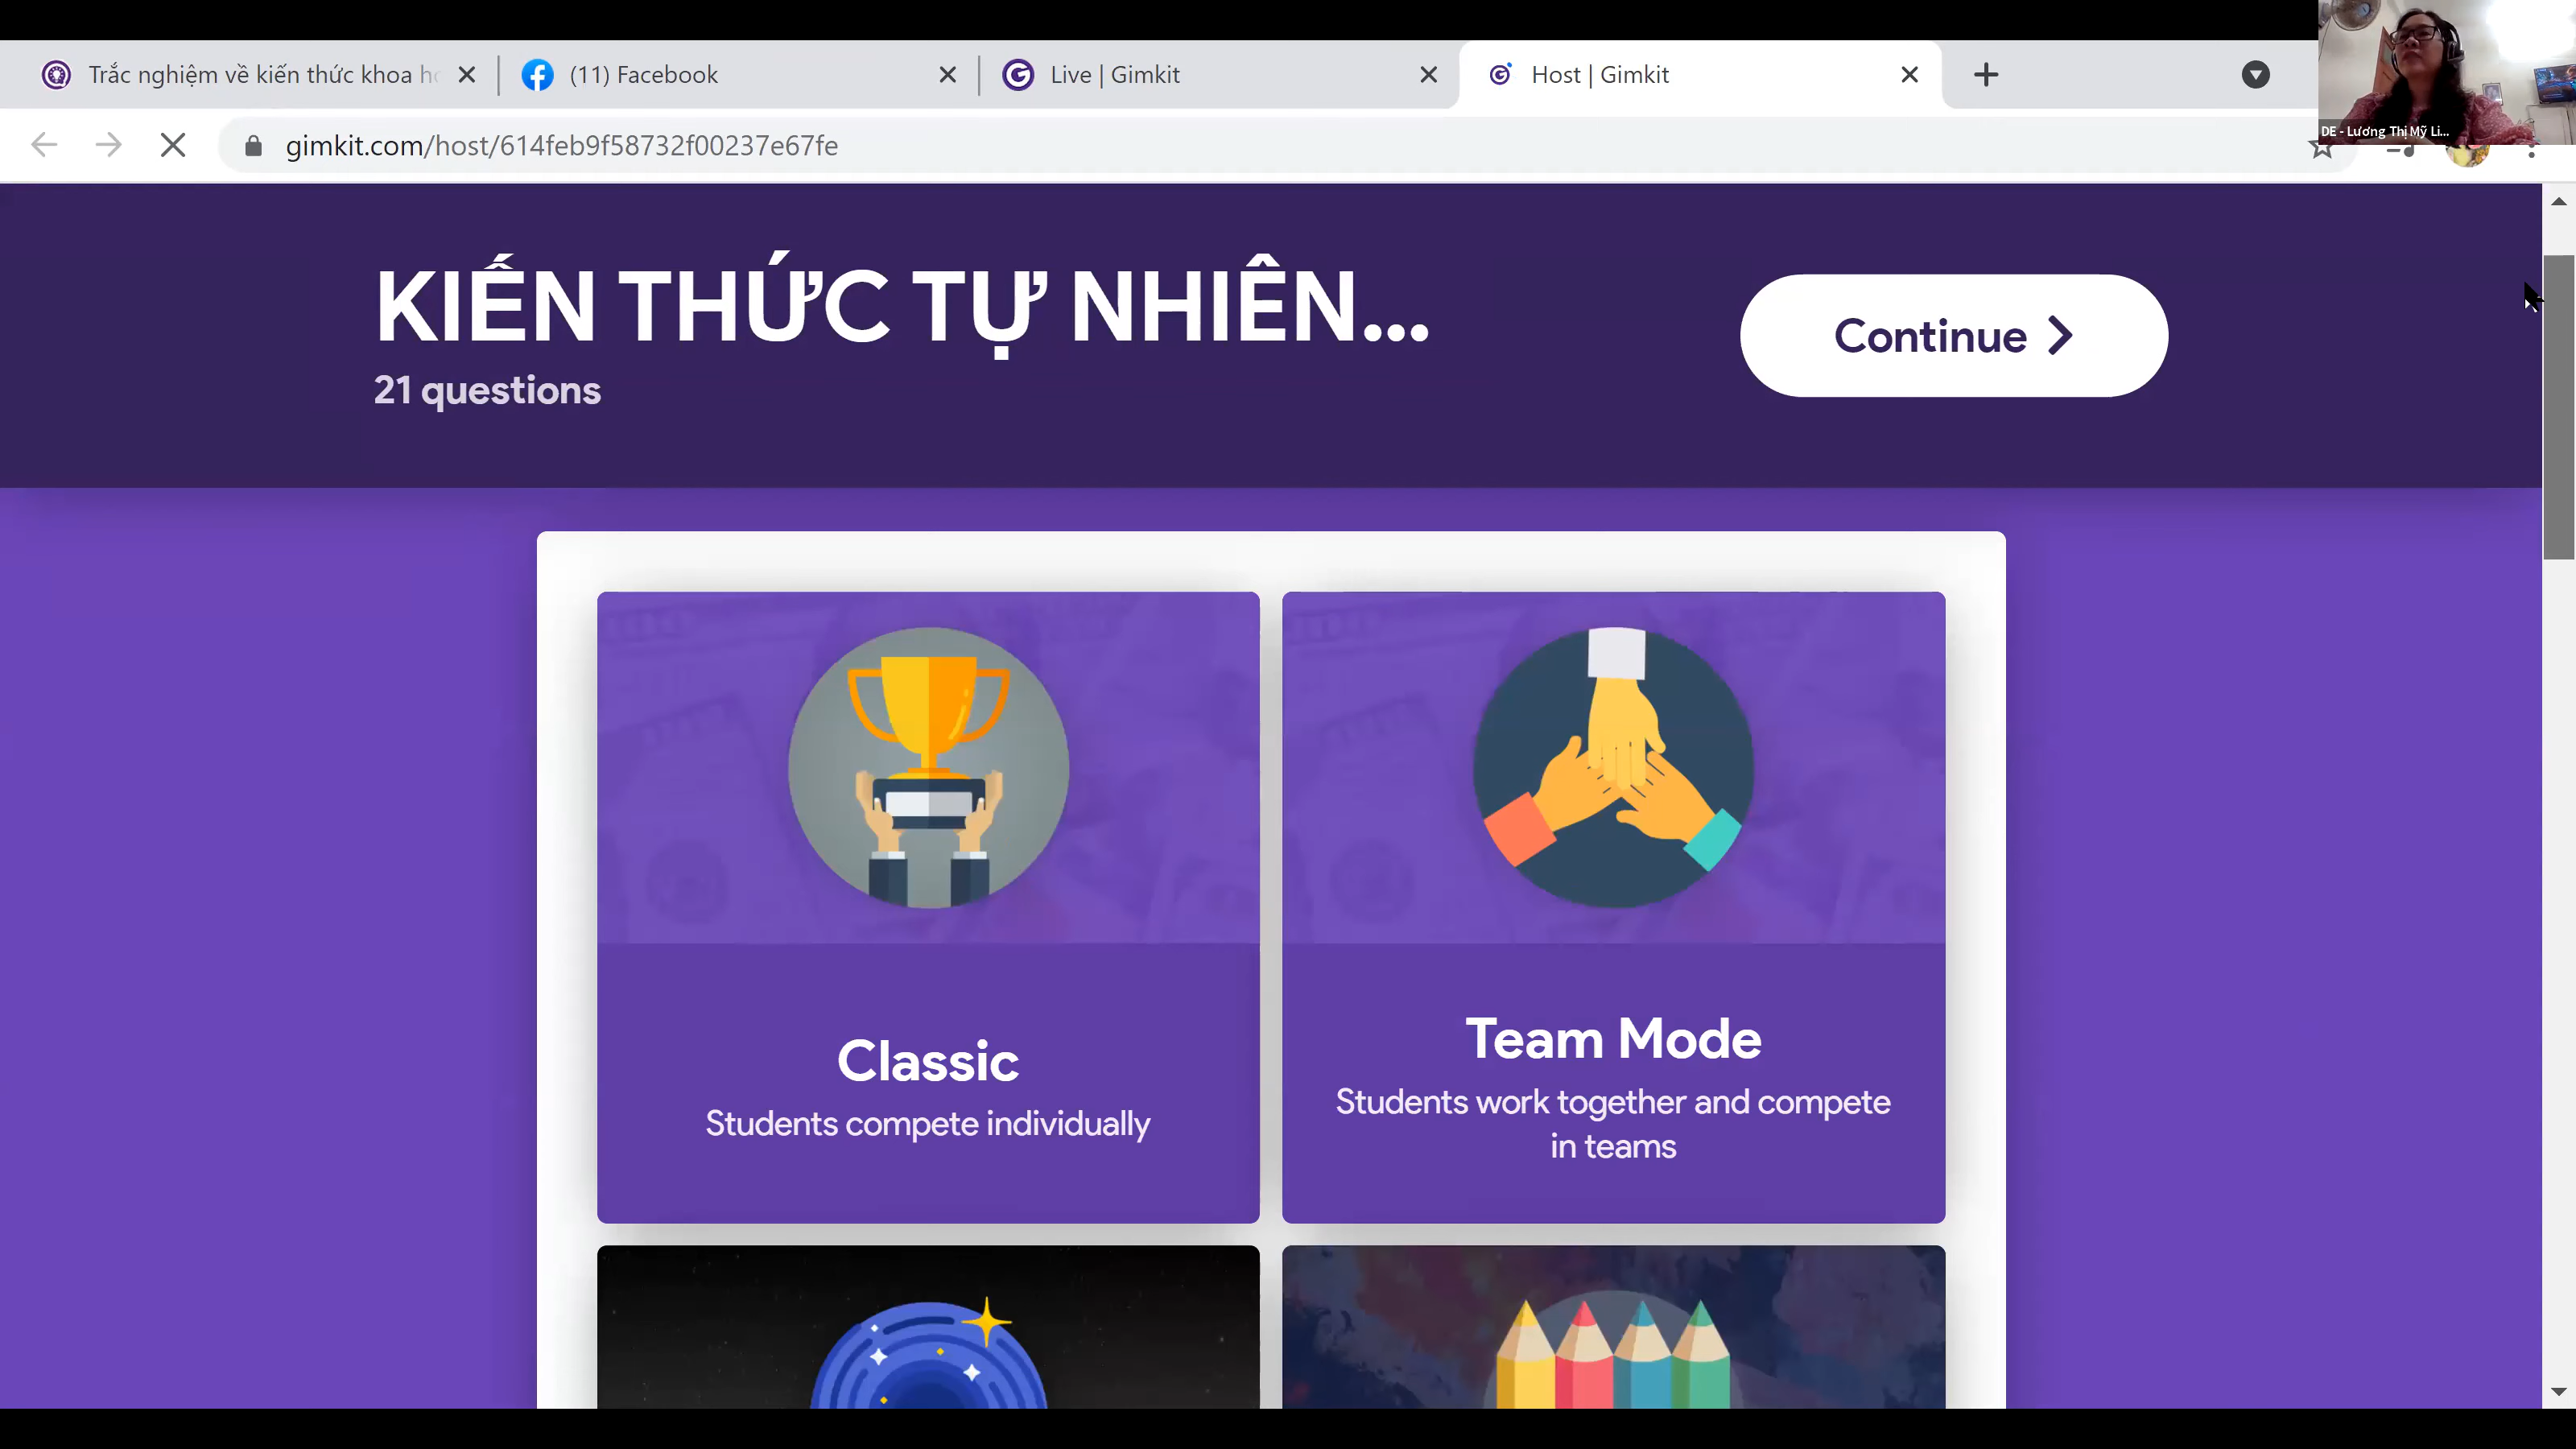 Trắc nghiệm về kiến thức khoa
(11) Facebook
Live | Gimkit
Host | Gimkit
DE - Lương Thị Mỹ Li...
gimkit.com/host/614feb9f58732f00237e67fe
KIẾN THỨC TỰ NHIÊN...
21 questions
Continue
Classic
Students compete individually
Team Mode
Students work together and compete
in teams